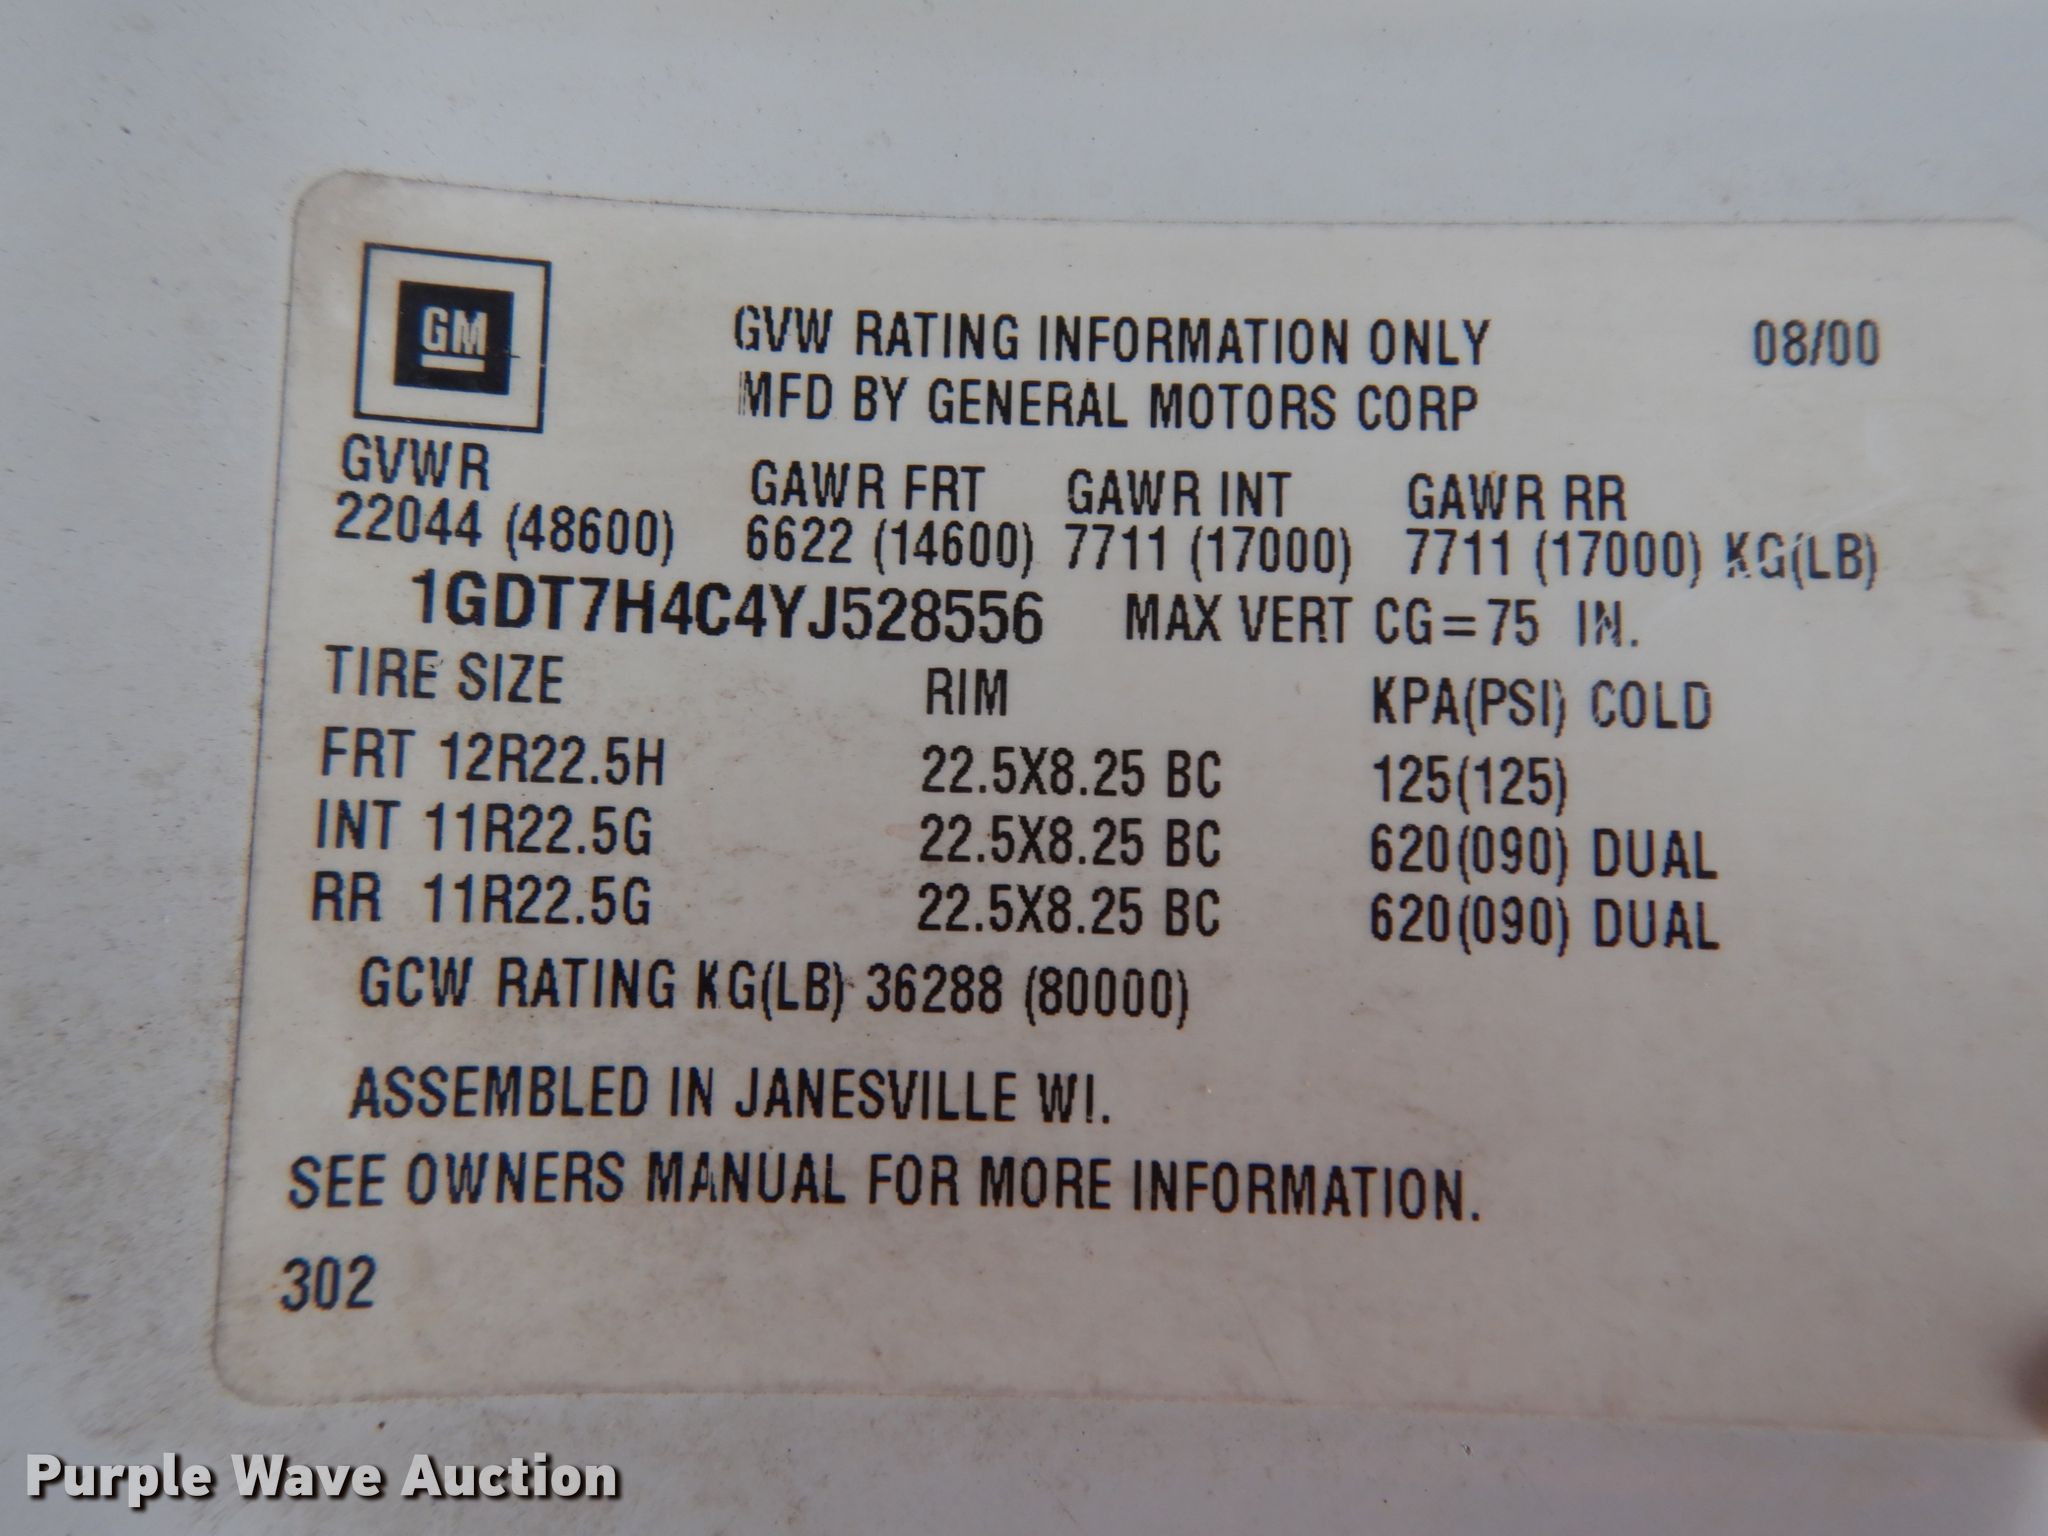 GM
GVW RATING INFORMATION ONLY 08/00
MFD BY GENERAL MOTORS CORP
GVWR GAWR FRT GAWR INT GAWR RR
22044 (48600) 6622 (14600) 7711 (17000) 7711 (17000) KG(LB)
1GDT7H4C4YJ528556 MAX VERT CG=75 IN.
TIRE SIZE RIM KPA(PSI) COLD
FRT 12R22.5H 22.5X8.25 BC 125(125)
INT 11R22.5G 22.5X8.25 BC 620(090) DUAL
RR 11R22.5G 22.5X8.25 BC 620(090) DUAL
GCW RATING KG(LB) 36288 (80000)
ASSEMBLED IN JANESVILLE WI.
SEE OWNERS MANUAL FOR MORE INFORMATION.
302
Purple Wave Auction